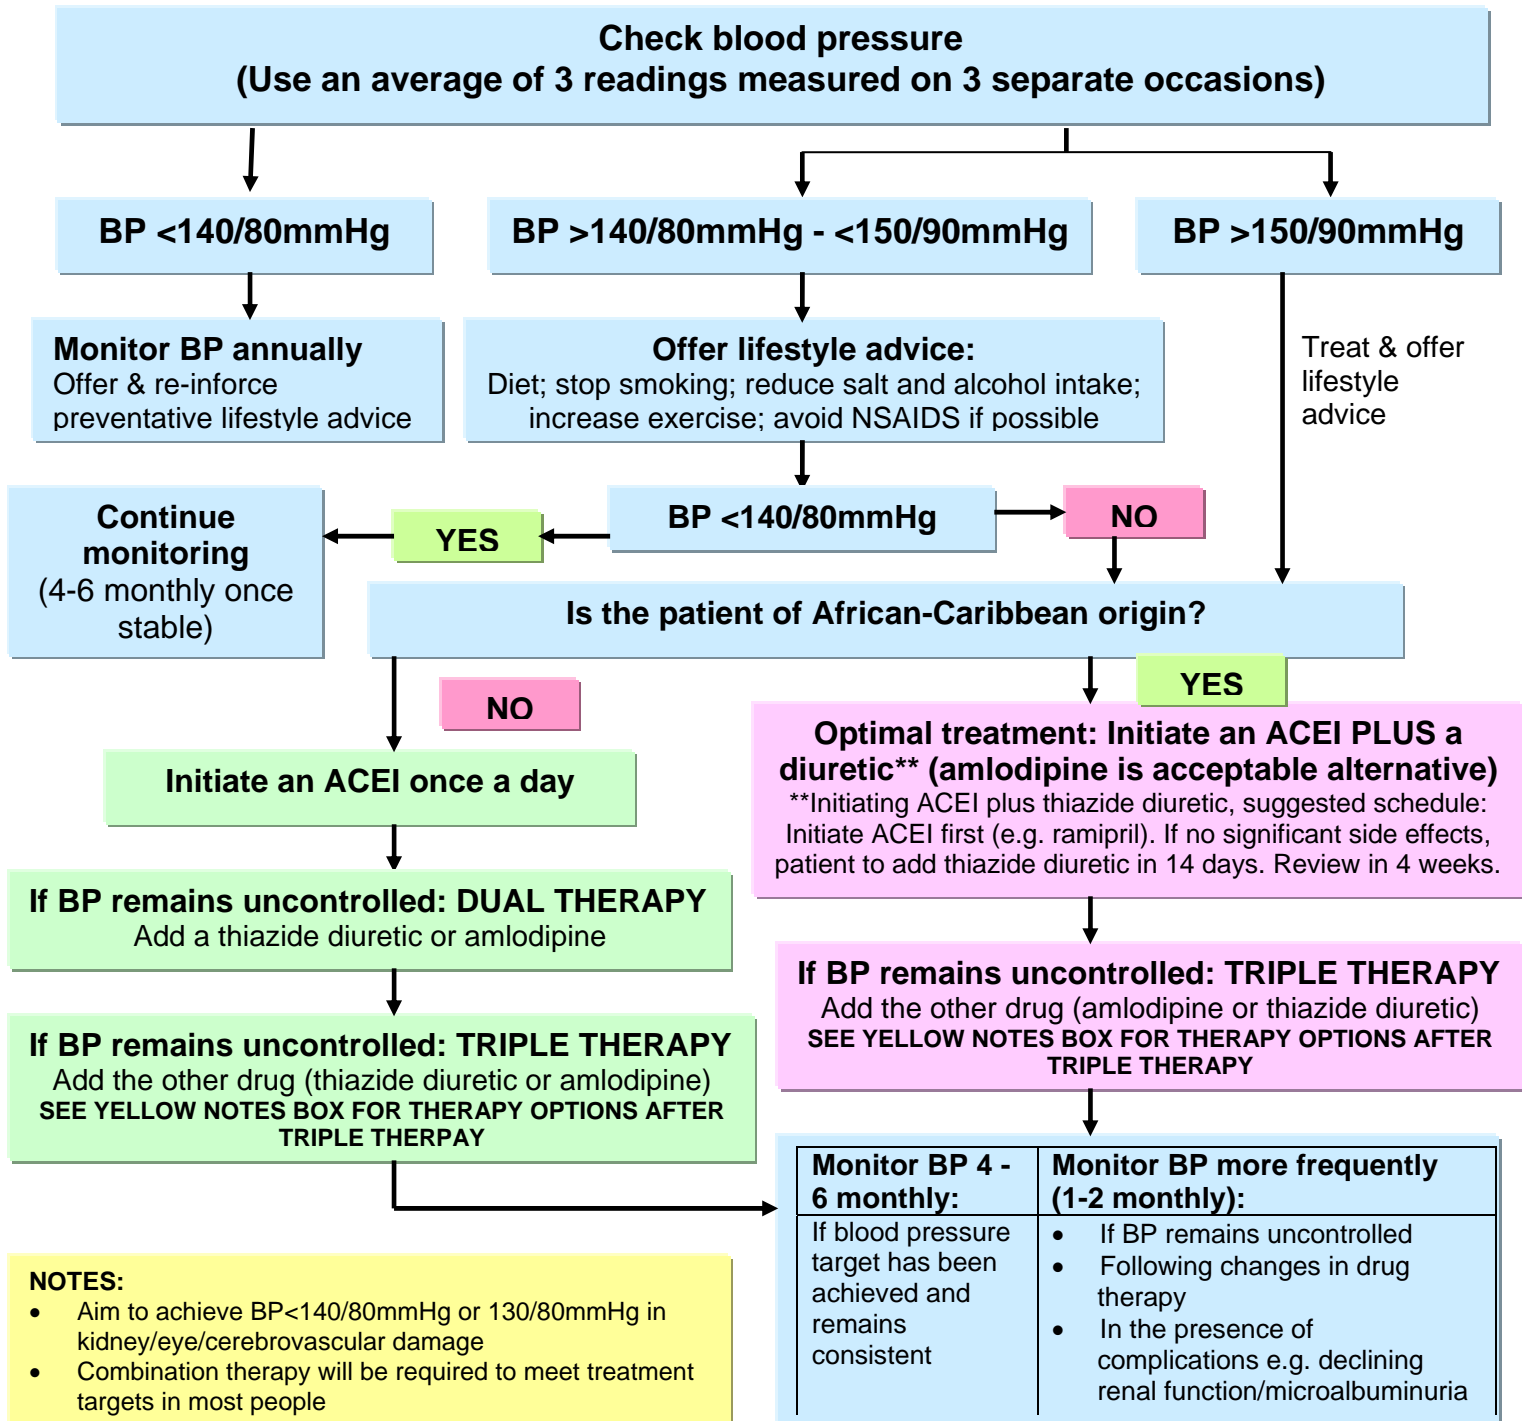 Check blood pressure
(Use an average of 3 readings measured on 3 separate occasions)
BP <140/80mmHg
BP >140/80mmHg - <150/90mmHg
BP >150/90mmHg
Monitor BP annually
Offer & re-inforce
preventative lifestyle advice
Offer lifestyle advice:
Diet; stop smoking; reduce salt and alcohol intake;
increase exercise; avoid NSAIDS if possible
Treat & offer
lifestyle
advice
Continue
monitoring
(4-6 monthly once
stable)
YES
BP <140/80mmHg
NO
Is the patient of African-Caribbean origin?
NO
YES
Initiate an ACEI once a day
If BP remains uncontrolled: DUAL THERAPY
Add a thiazide diuretic or amlodipine
If BP remains uncontrolled: TRIPLE THERAPY
Add the other drug (thiazide diuretic or amlodipine)
SEE YELLOW NOTES BOX FOR THERAPY OPTIONS AFTER
TRIPLE THERPAY
Optimal treatment: Initiate an ACEI PLUS a
diuretic** (amlodipine is acceptable alternative)
**Initiating ACEI plus thiazide diuretic, suggested schedule:
Initiate ACEI first (e.g. ramipril). If no significant side effects,
patient to add thiazide diuretic in 14 days. Review in 4 weeks.
If BP remains uncontrolled: TRIPLE THERAPY
Add the other drug (amlodipine or thiazide diuretic)
SEE YELLOW NOTES BOX FOR THERAPY OPTIONS AFTER
TRIPLE THERAPY
Monitor BP 4 -
6 monthly:
If blood pressure
target has been
achieved and
remains
consistent
Monitor BP more frequently
(1-2 monthly):
• If BP remains uncontrolled
• Following changes in drug
therapy
• In the presence of
complications e.g. declining
renal function/microalbuminuria
NOTES:
• Aim to achieve BP<140/80mmHg or 130/80mmHg in
kidney/eye/cerebrovascular damage
• Combination therapy will be required to meet treatment
targets in most people